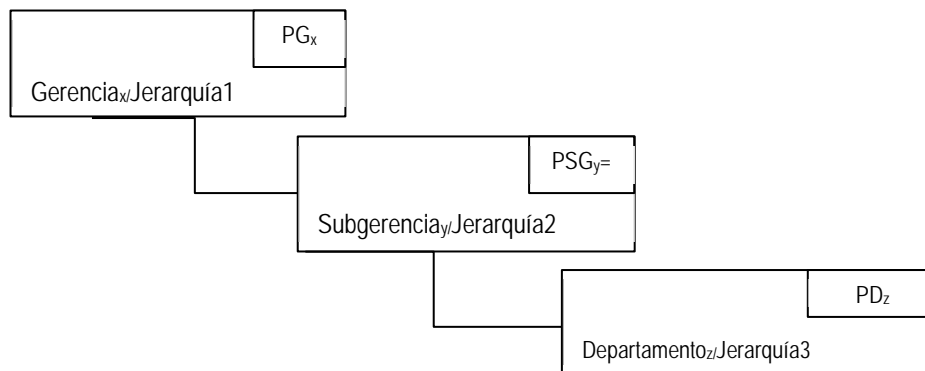 PGx
Gerenciax/Jerarquía1
PSGy=
Subgerenciay/Jerarquía2
PDz
Departamentoz/Jerarquía3